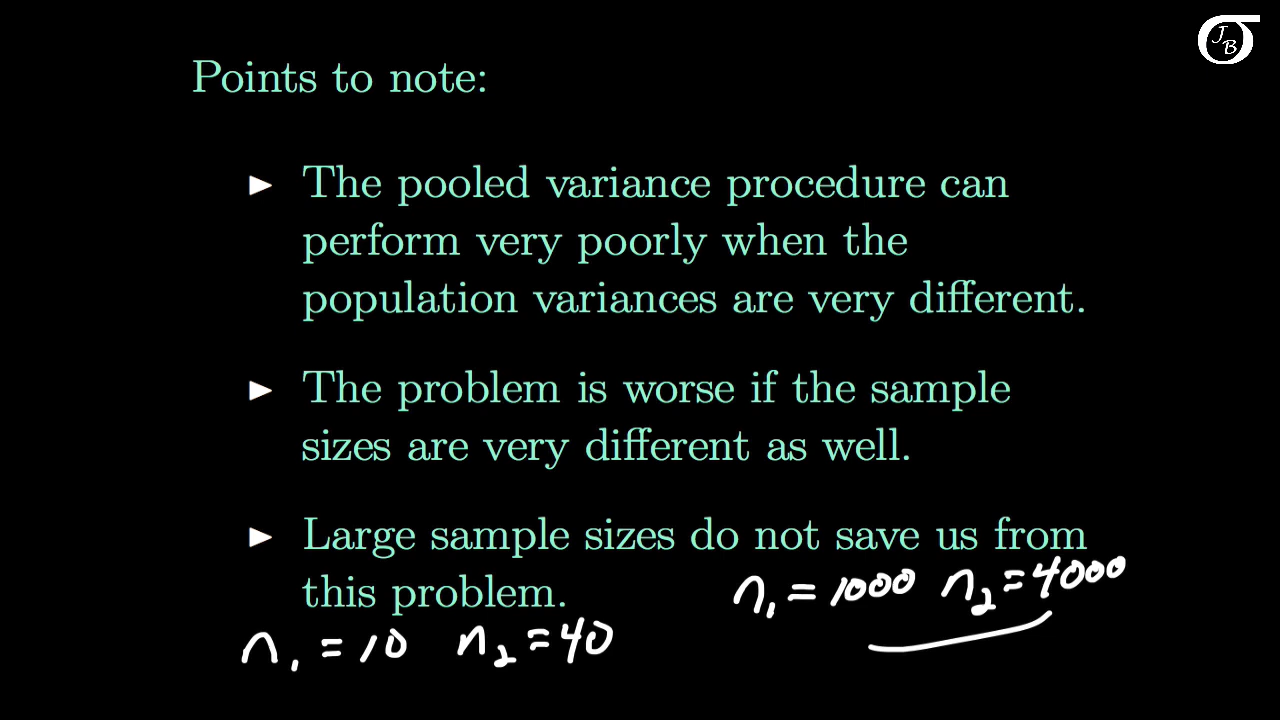 JB
Points to note:
► The pooled variance procedure can
perform very poorly when the
population variances are very different.
► The problem is worse if the sample
sizes are very different as well.
► Large sample sizes do not save us from
this problem.
n₁ = 1000 n₂ = 4000
n₁ = 10 n₂ = 40